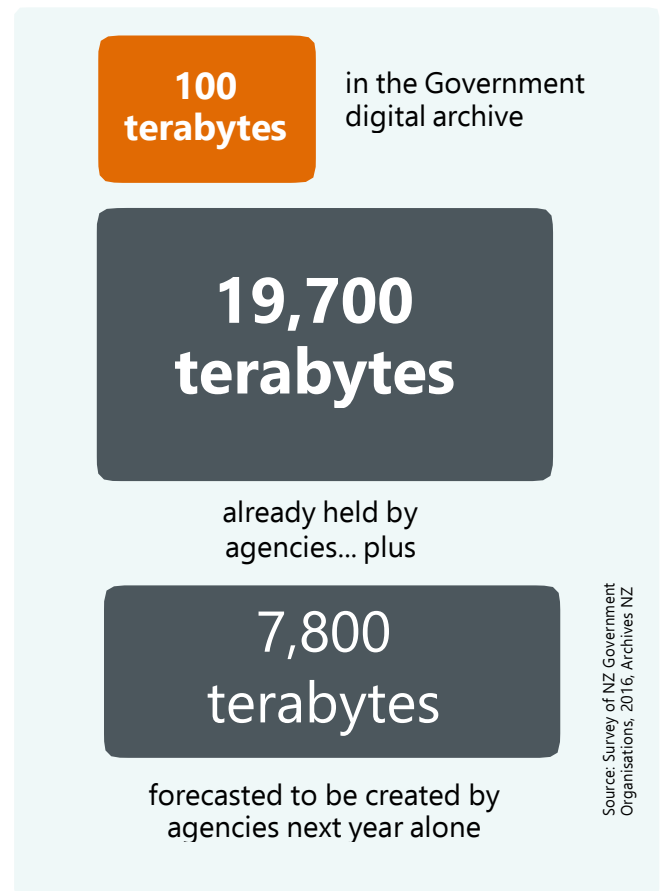 100
terabytes
in the Government
digital archive
19,700
terabytes
already held by
agencies... plus
7,800
terabytes
forecasted to be created by
agencies next year alone
Source: Survey of NZ Government
Organisations, 2016, Archives NZ